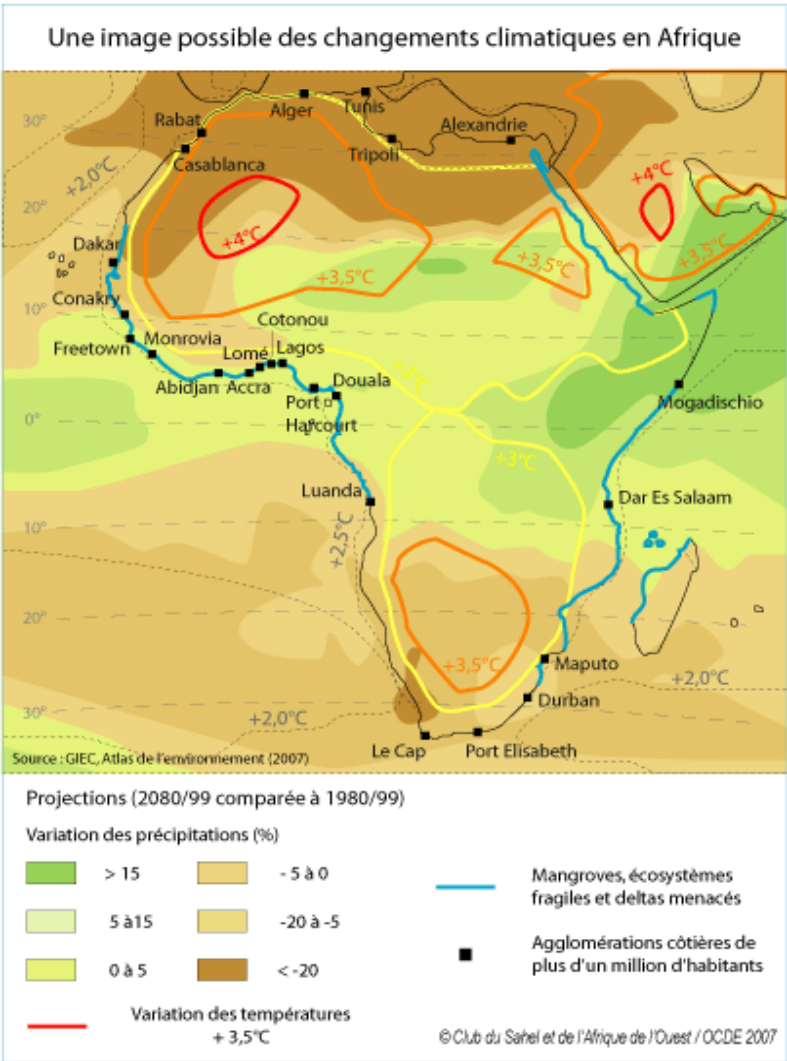 Une image possible des changements climatiques en Afrique
30°
20°
10°
0°
10°
20°
30°
Rabat
Alger
Tunis
Alexandrie
Casablanca
Tripoli
+2,0°C
+4°C
+4°C
Dakar
+3,5°C
+3,5°C
+3,5°C
Conakry
Cotonou
Freetown
Monrovia
Lomé
Lagos
Abidjan
Accra
Port
Harcourt
Douala
+3°C
+3°C
Mogadischio
Luanda
Dar Es Salaam
+2,5°C
+3,5°C
Maputo
+2,0°C
Durban
+2,0°C
Le Cap
Port Elisabeth
Source : GIEC, Atlas de l'environnement (2007)
Projections (2080/99 comparée à 1980/99)
Variation des précipitations (%)
> 15
- 5 à 0
5 à15
-20 à -5
0 à 5
< -20
Mangroves, écosystèmes
fragiles et deltas menacés
Agglomérations côtières de
plus d'un million d'habitants
Variation des températures
+ 3,5°C
© Club du Sahel et de l'Afrique de l'Ouest / OCDE 2007